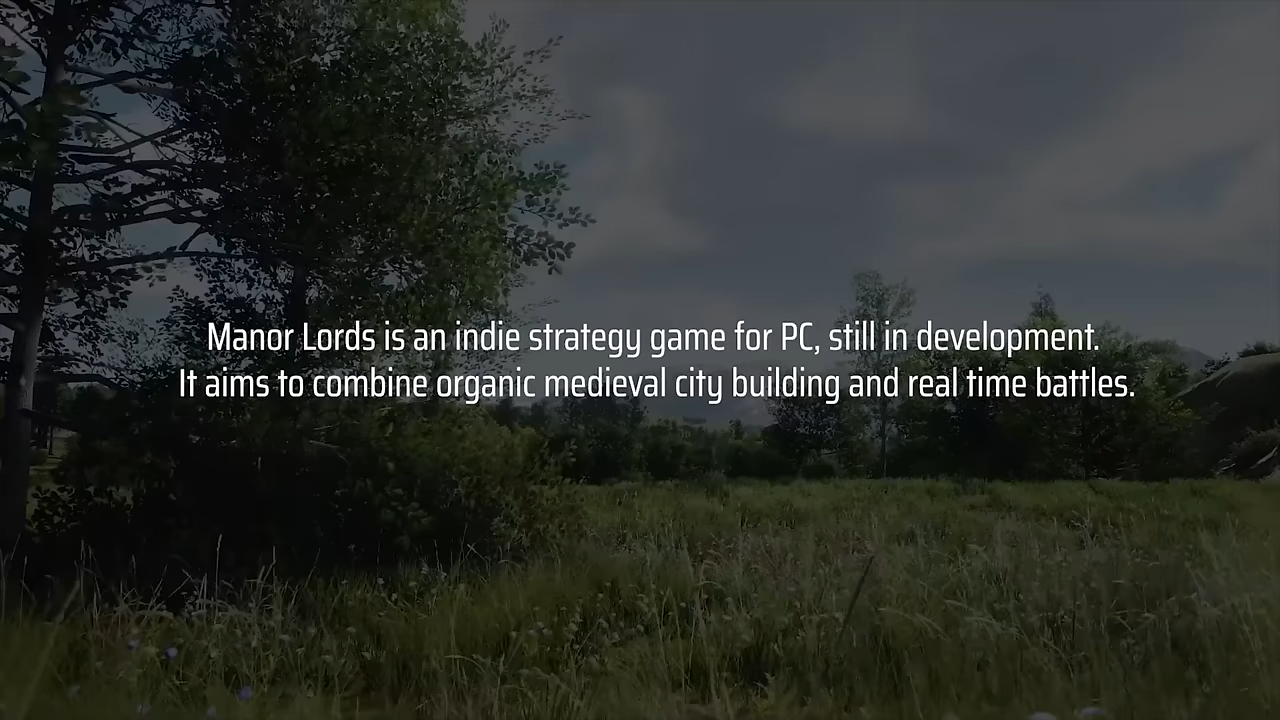 Manor Lords is an indie strategy game for PC, still in development.
It aims to combine organic medieval city building and real time battles.